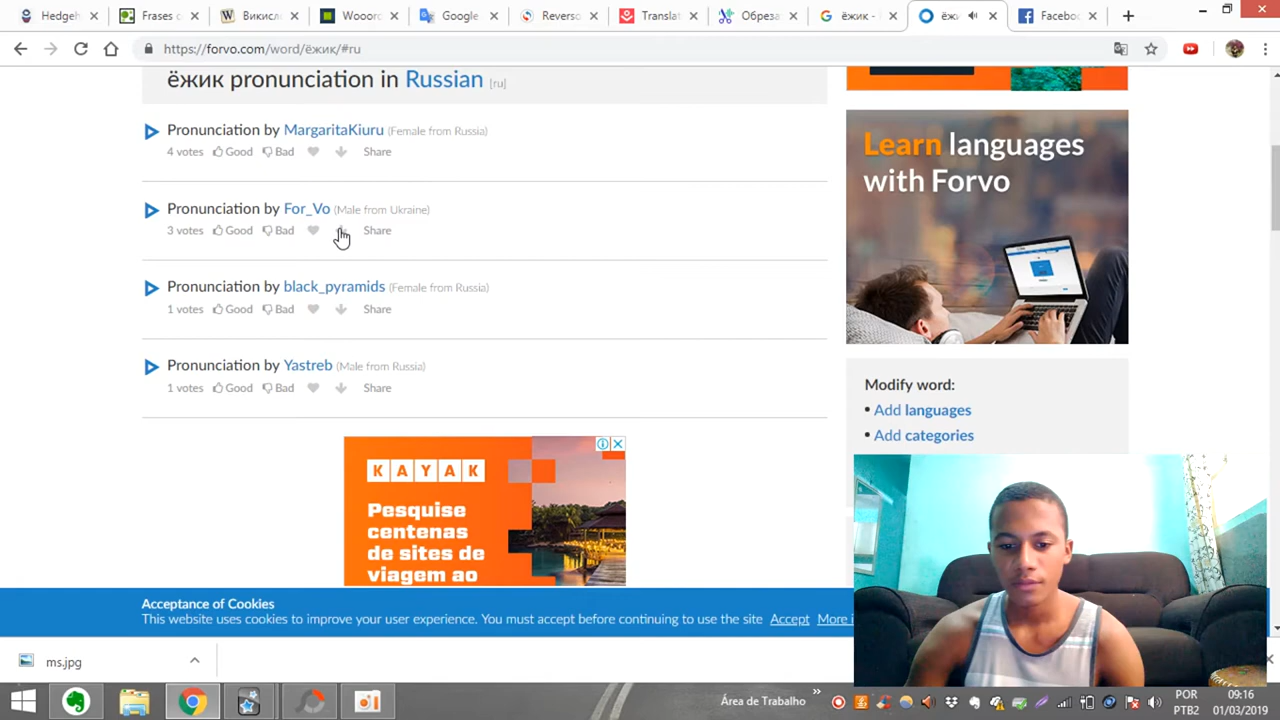 Hedgeh
Frases c
Викисл
Wooord
Google
Reverso
Translat
Обреза
ёжик -
ёжи
Faceboo
https://forvo.com/word/ёжик/#ru
ёжик pronunciation in Russian [ru]
Pronunciation by MargaritaKiuru (Female from Russia)
4 votes Good Bad Share
Pronunciation by For_Vo (Male from Ukraine)
3 votes Good Bad Share
Pronunciation by black_pyramids (Female from Russia)
1 votes Good Bad Share
Pronunciation by Yastreb (Male from Russia)
1 votes Good Bad Share
Learn languages
with Forvo
Modify word:
• Add languages
• Add categories
KAYAK
Pesquise
centenas
de sites de
viagem ao
Acceptance of Cookies
This website uses cookies to improve your user experience. You must accept before continuing to use the site Accept More i
ms.jpg
Área de Trabalho
POR
PTB2
09:16
01/03/2019